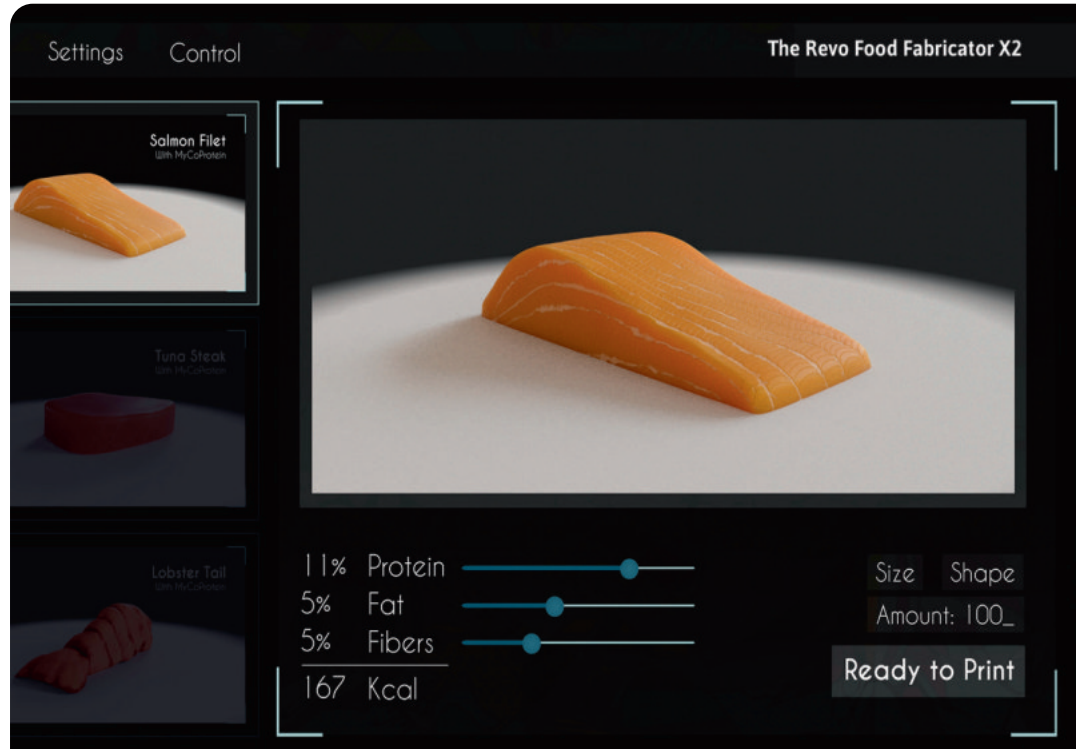 Settings Control
The Revo Food Fabricator X2
Salmon Filet
With MyCoProtein
Tuna Steak
With MyCoProtein
Lobster Tail
With MyCoProtein
11% Protein
5% Fat
5% Fibers
167 Kcal
Size Shape
Amount: 100_
Ready to Print